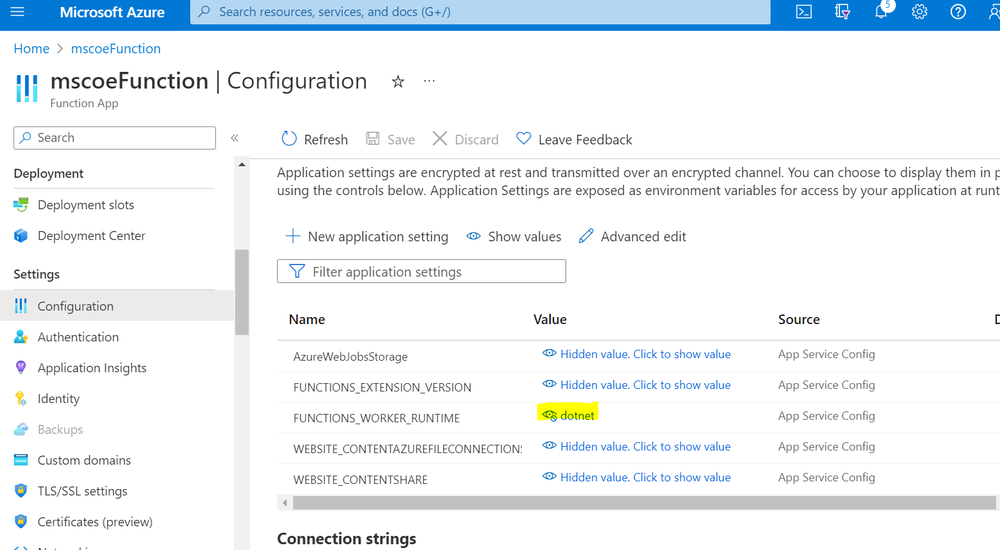 Microsoft Azure
Search resources, services, and docs (G+/)
5
Home > mscoeFunction
mscoeFunction | Configuration
Function App
Search
Refresh Save Discard Leave Feedback
Deployment
Deployment slots
Deployment Center
Settings
Configuration
Authentication
Application Insights
Identity
Backups
Custom domains
TLS/SSL settings
Certificates (preview)
Application settings are encrypted at rest and transmitted over an encrypted channel. You can choose to display them in
using the controls below. Application Settings are exposed as environment variables for access by your application at
New application setting Show values Advanced edit
Filter application settings
Name Value Source
AzureWebJobsStorage Hidden value. Click to show value App Service Config
FUNCTIONS_EXTENSION_VERSION Hidden value. Click to show value App Service Config
FUNCTIONS_WORKER_RUNTIME dotnet App Service Config
WEBSITE_CONTENTAZUREFILECONNECTION Hidden value. Click to show value App Service Config
WEBSITE_CONTENTSHARE Hidden value. Click to show value App Service Config
Connection strings